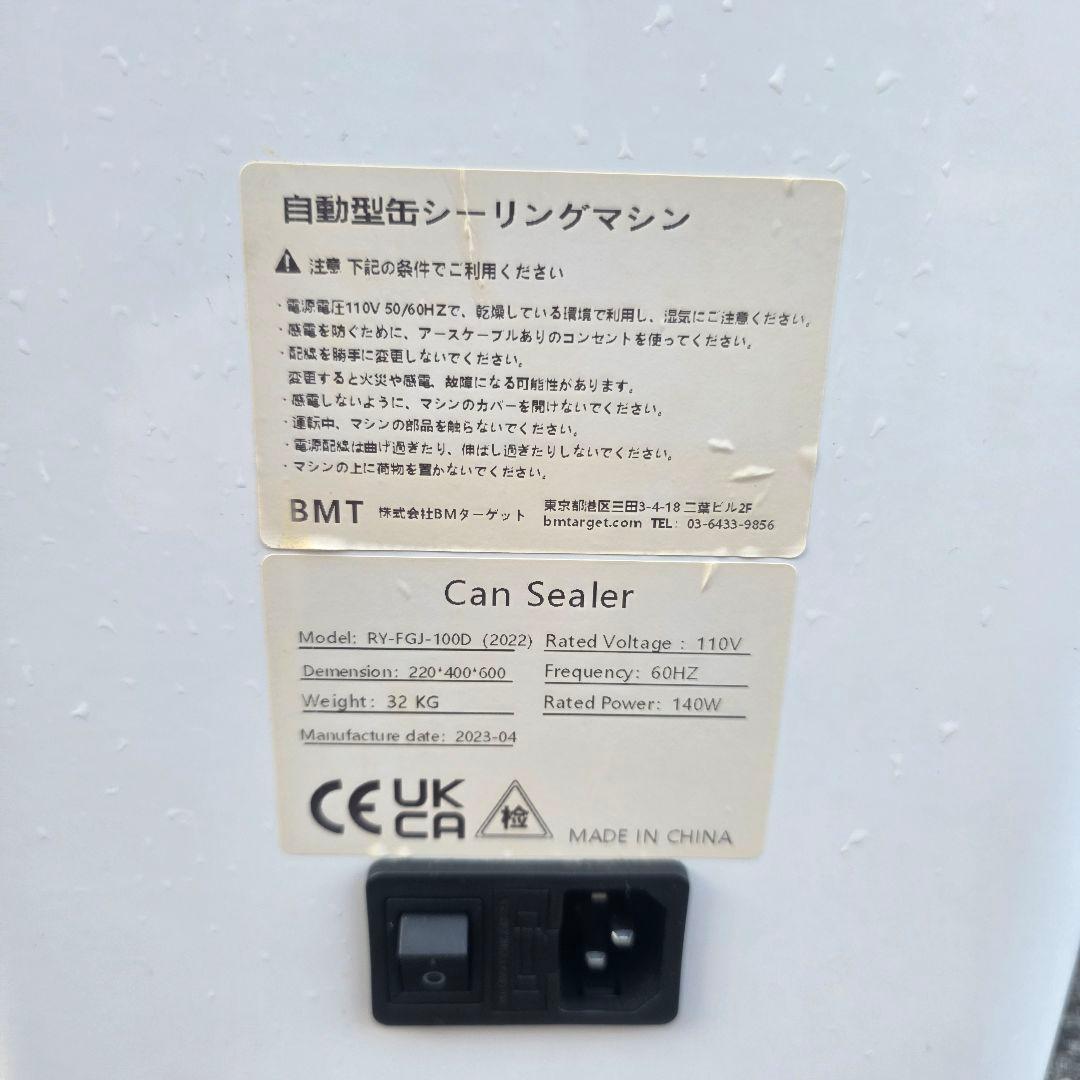 自動型缶シーリングマシン
注意 下記の条件でご利用ください
・電源電圧110V 50/60HZで、乾燥している環境で利用し、湿気にご注意ください。
・感電を防ぐために、アースケーブルありのコンセントを使ってください。
・配線を勝手に変更しないでください。
変更すると火災や感電、故障になる可能性があります。
・感電しないように、マシンのカバーを開けないでください。
・運転中、マシンの部品を触らないでください。
・電源配線は曲げ過ぎたり、伸ばし過ぎたりしないでください。
・マシンの上に荷物を置かないでください。
BMT 株式会社BMターゲット
東京都港区三田3-4-18 二葉ビル2F
bmtarget.com TEL: 03-6433-9856
Can Sealer
Model: RY-FGJ-100D (2022) Rated Voltage : 110V
Demension: 220*400*600 Frequency: 60HZ
Weight: 32 KG Rated Power: 140W
Manufacture date: 2023-04
CE UK CA 检 MADE IN CHINA